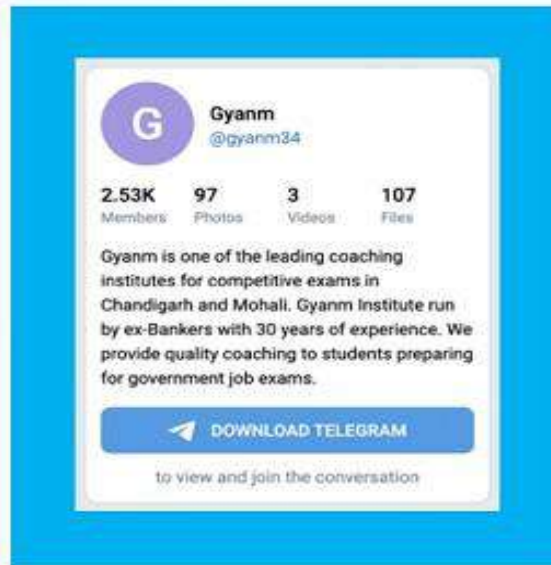 G
Gyanm
@gyanm34
2.53K 97 3 107
Members Photos Videos Files
Gyanm is one of the leading coaching
institutes for competitive exams in
Chandigarh and Mohali. Gyanm Institute run
by ex-Bankers with 30 years of experience. We
provide quality coaching to students preparing
for government job exams.
DOWNLOAD TELEGRAM
to view and join the conversation